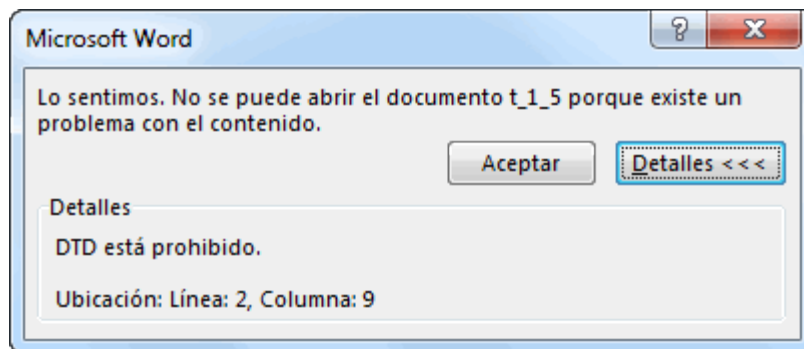 Microsoft Word
Lo sentimos. No se puede abrir el documento t_1_5 porque existe un
problema con el contenido.
Aceptar
Detalles <<<
Detalles
DTD está prohibido.
Ubicación: Línea: 2, Columna: 9